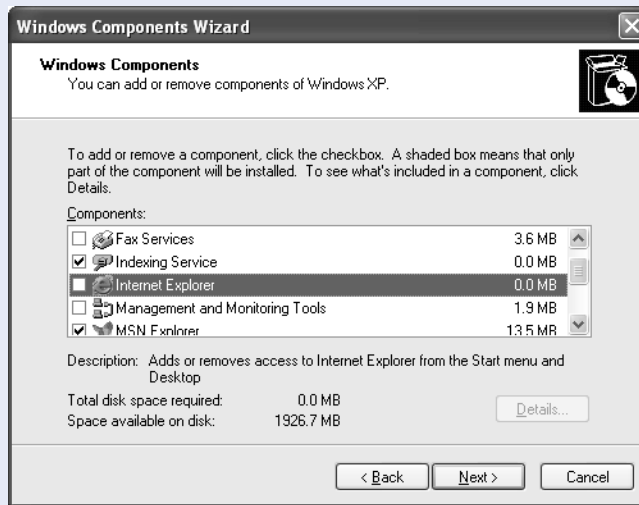 Windows Components Wizard
Windows Components
You can add or remove components of Windows XP.
To add or remove a component, click the checkbox. A shaded box means that only
part of the component will be installed. To see what's included in a component, click
Details.
Components:
Fax Services 3.6 MB
Indexing Service 0.0 MB
Internet Explorer 0.0 MB
Management and Monitoring Tools 1.9 MB
MSN Explorer 13.5 MB
Description: Adds or removes access to Internet Explorer from the Start menu and
Desktop
Total disk space required: 0.0 MB
Space available on disk: 1926.7 MB
Details...
< Back Next > Cancel